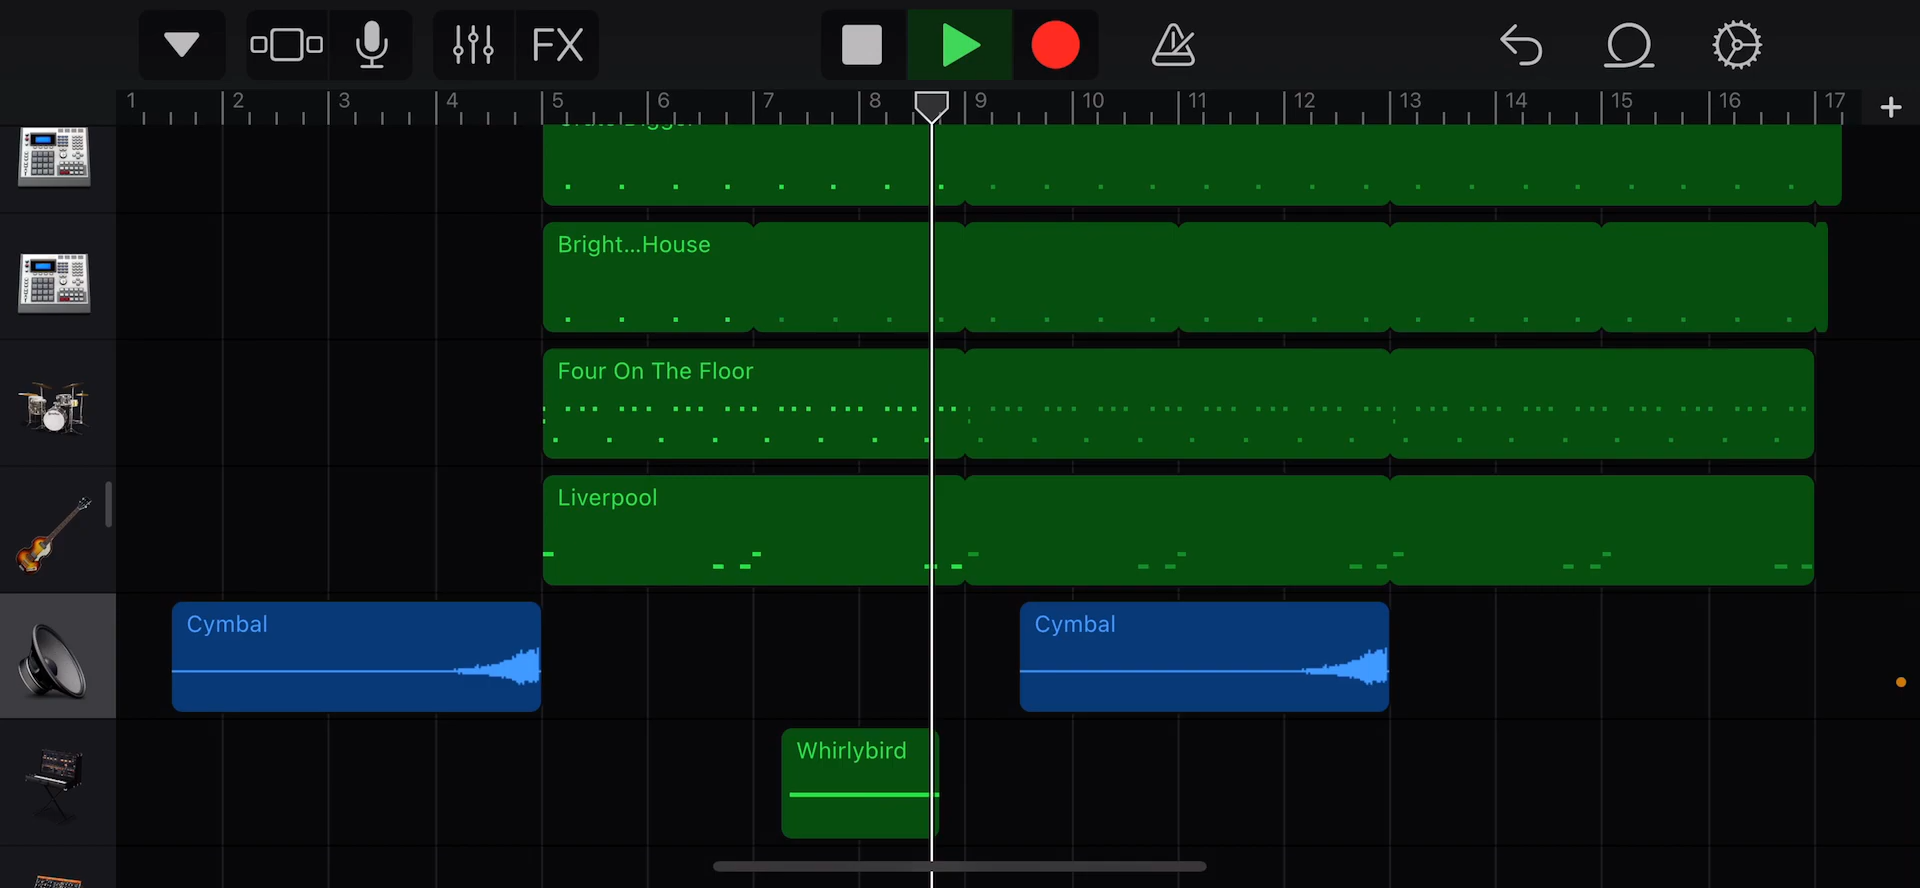 FX
1 2 3 4 5 6 7 8 9 10 11 12 13 14 15 16 17 +
Bright...House
Four On The Floor
Liverpool
Cymbal Cymbal
Whirlybird